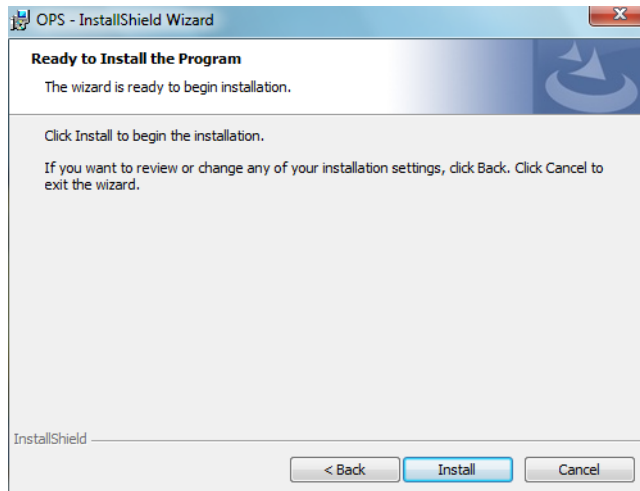 OPS - InstallShield Wizard
Ready to Install the Program
The wizard is ready to begin installation.
Click Install to begin the installation.
If you want to review or change any of your installation settings, click Back. Click Cancel to
exit the wizard.
InstallShield
< Back
Install
Cancel